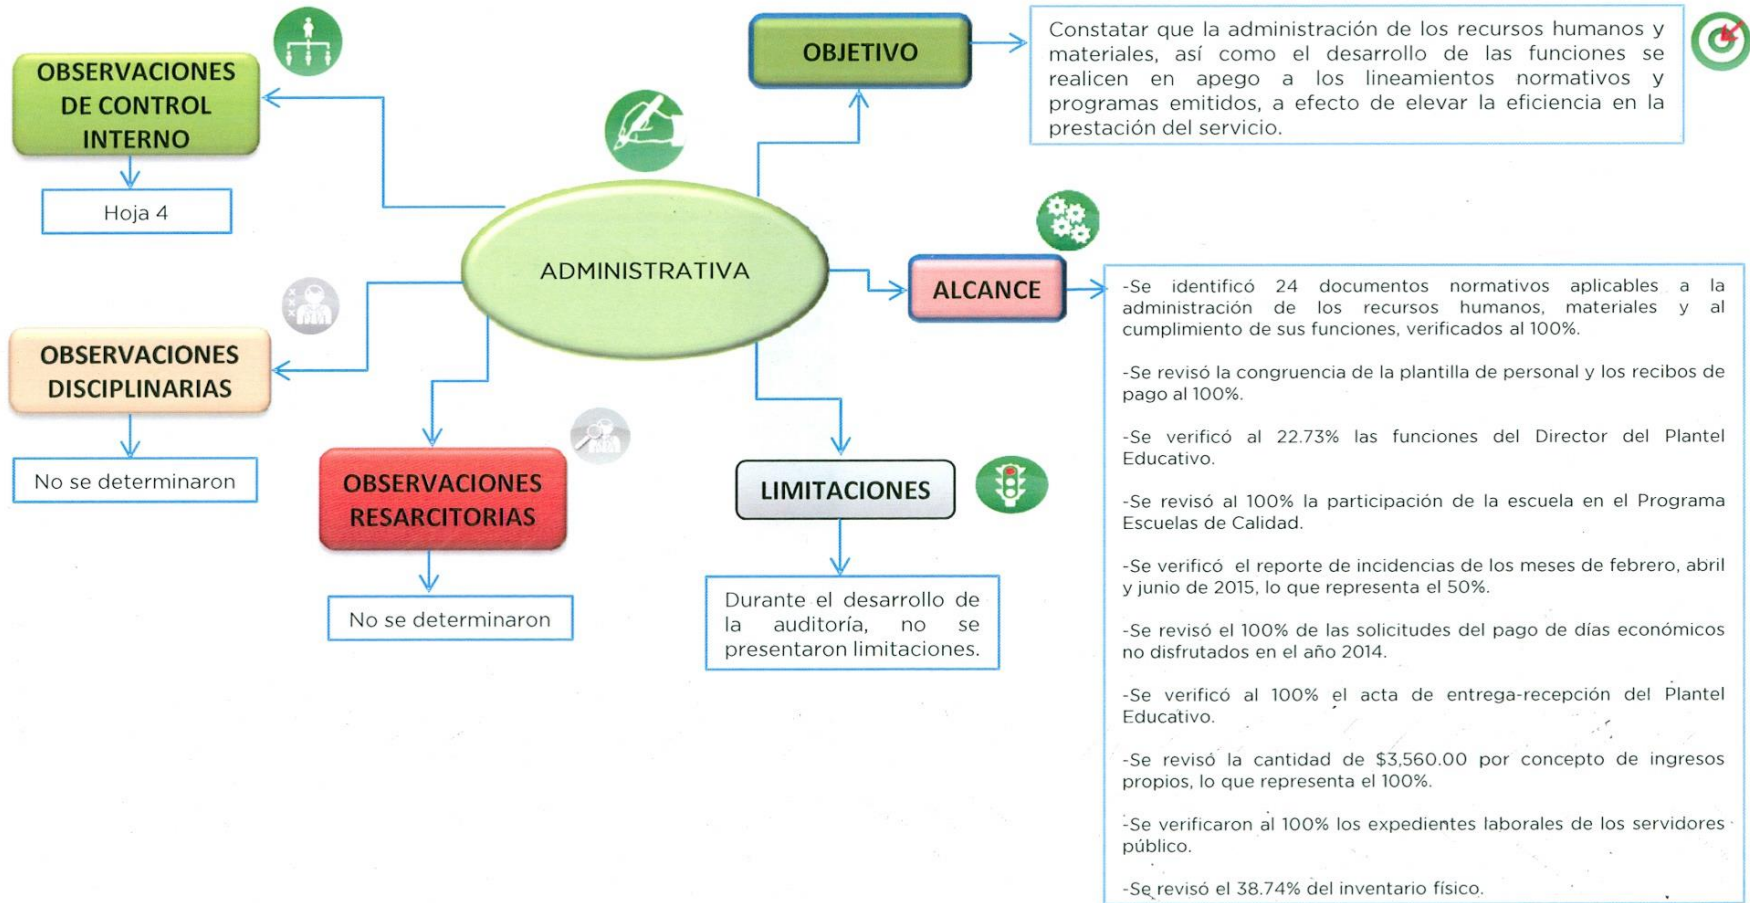 OBSERVACIONES
DE CONTROL
INTERNO
Hoja 4
OBSERVACIONES
DISCIPLINARIAS
No se determinaron
OBSERVACIONES
RESARCITORIAS
No se determinaron
ADMINISTRATIVA
LIMITACIONES
Durante el desarrollo de
la auditoría, no se
presentaron limitaciones.
OBJETIVO
Constatar que la administración de los recursos humanos y
materiales, así como el desarrollo de las funciones se
realicen en apego a los lineamientos normativos y
programas emitidos, a efecto de elevar la eficiencia en la
prestación del servicio.
ALCANCE
-Se identificó 24 documentos normativos aplicables a la
administración de los recursos humanos, materiales y al
cumplimiento de sus funciones, verificados al 100%.
-Se revisó la congruencia de la plantilla de personal y los recibos de
pago al 100%.
-Se verificó al 22.73% las funciones del Director del Plantel
Educativo.
-Se revisó al 100% la participación de la escuela en el Programa
Escuelas de Calidad.
-Se verificó el reporte de incidencias de los meses de febrero, abril
y junio de 2015, lo que representa el 50%.
-Se revisó el 100% de las solicitudes del pago de días económicos
no disfrutados en el año 2014.
-Se verificó al 100% el acta de entrega-recepción del Plantel
Educativo.
-Se revisó la cantidad de $3,560.00 por concepto de ingresos
propios, lo que representa el 100%.
-Se verificaron al 100% los expedientes laborales de los servidores
público.
-Se revisó el 38.74% del inventario físico.